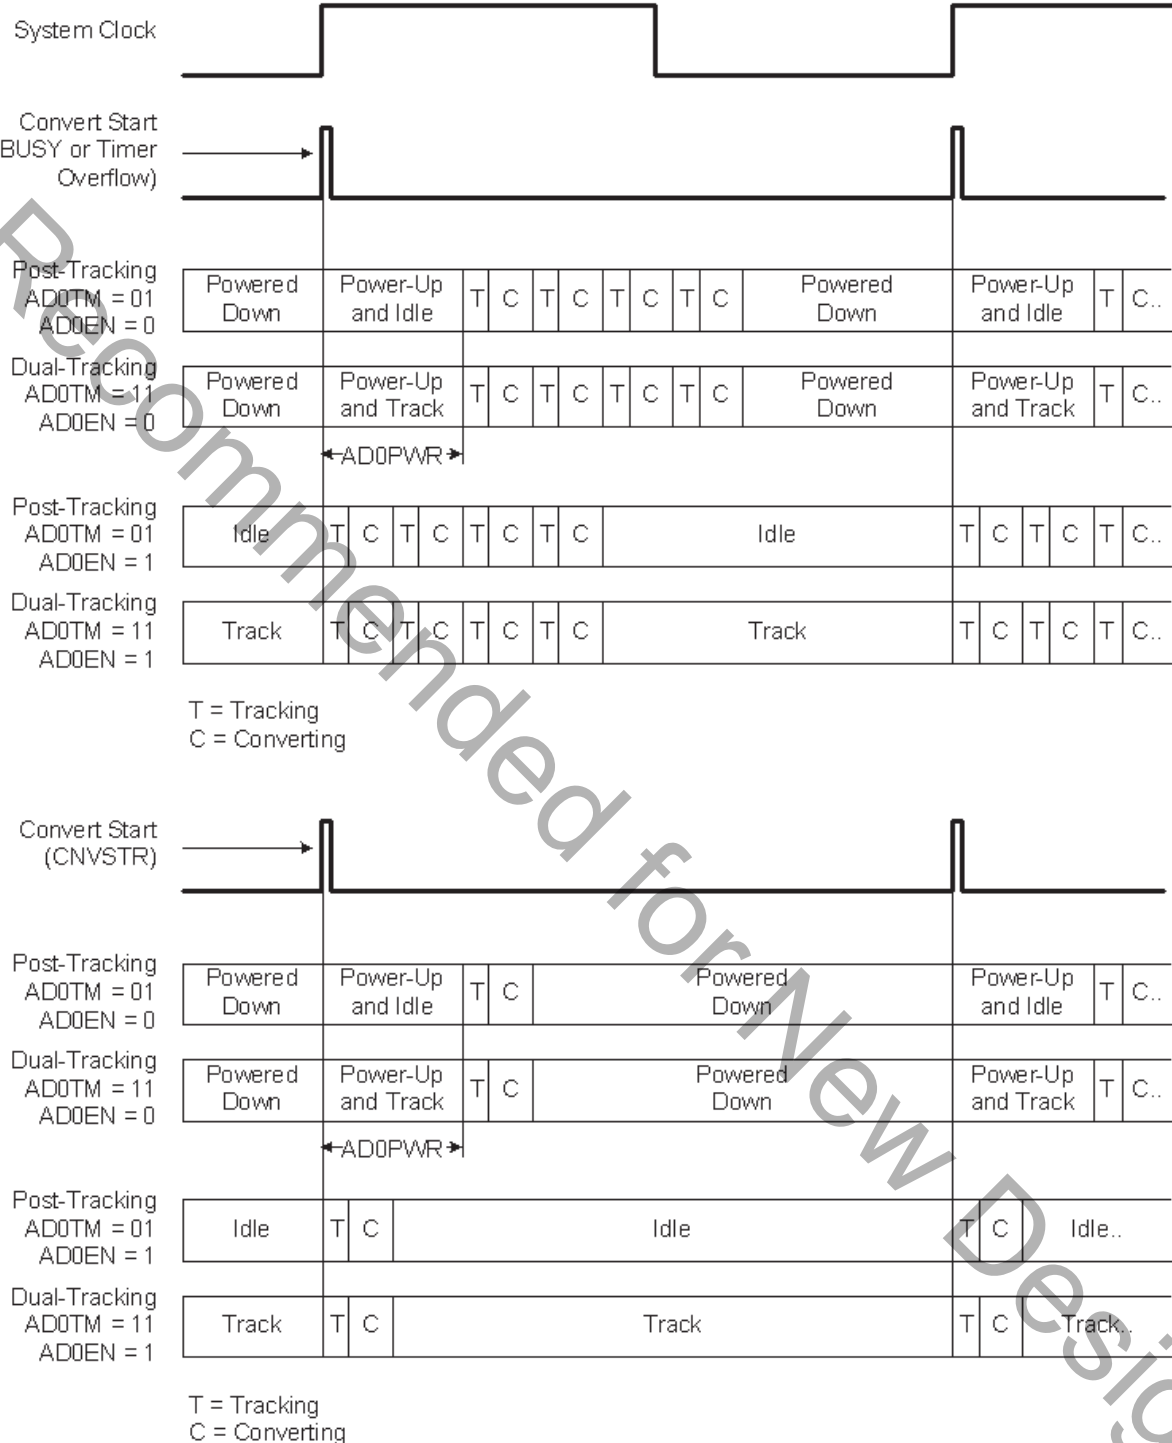 System Clock
Convert Start
BUSY or Timer
Overflow)
Post-Tracking
AD0TM = 01
AD0EN = 0
Powered Down
Power-Up and Idle
T C T C T C T C
Powered Down
Power-Up and Idle
T C..
Dual-Tracking
AD0TM = 11
AD0EN = 0
Powered Down
Power-Up and Track
T C T C T C T C
Powered Down
Power-Up and Track
T C..
AD0PWR
Post-Tracking
AD0TM = 01
AD0EN = 1
Idle T C T C T C T C Idle T C T C T C..
Dual-Tracking
AD0TM = 11
AD0EN = 1
Track T C T C T C T C Track T C T C T C..
T = Tracking
C = Converting
Convert Start
(CNVSTR)
Post-Tracking
AD0TM = 01
AD0EN = 0
Powered Down
Power-Up and Idle
T C
Powered Down
Power-Up and Idle
T C..
Dual-Tracking
AD0TM = 11
AD0EN = 0
Powered Down
Power-Up and Track
T C
Powered Down
Power-Up and Track
T C..
AD0PWR
Post-Tracking
AD0TM = 01
AD0EN = 1
Idle T C Idle T C Idle..
Dual-Tracking
AD0TM = 11
AD0EN = 1
Track T C Track T C Track..
T = Tracking
C = Converting
Recommended for New Desig